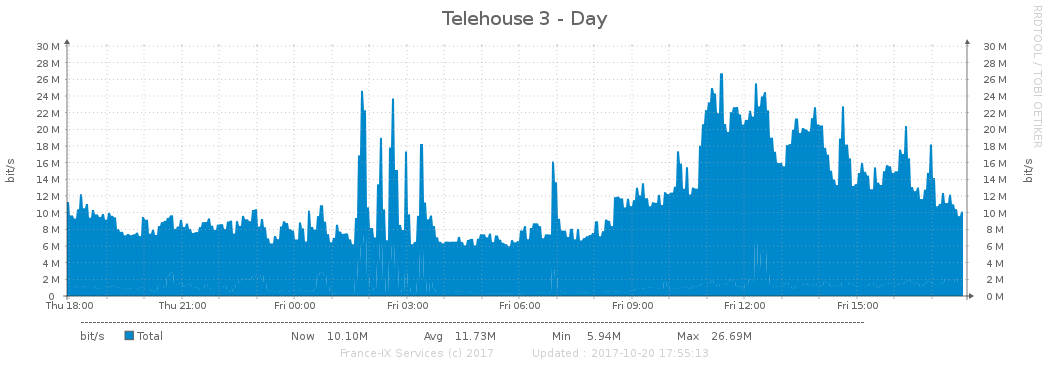 Telehouse 3 - Day
RRDTOOL / TOBI OETIKER
bit/s
30 M 30 M
28 M 28 M
26 M 26 M
24 M 24 M
22 M 22 M
20 M 20 M
18 M 18 M
16 M 16 M
14 M 14 M
12 M 12 M
10 M 10 M
8 M 8 M
6 M 6 M
4 M 4 M
2 M 2 M
0 0 M
bit/s
Thu 18:00 Thu 21:00 Fri 00:00 Fri 03:00 Fri 06:00 Fri 09:00 Fri 12:00 Fri 15:00
bit/s Total Now 10.10M Avg 11.73M Min 5.94M Max 26.69M
France-IX Services (c) 2017 Updated : 2017-10-20 17:55:13